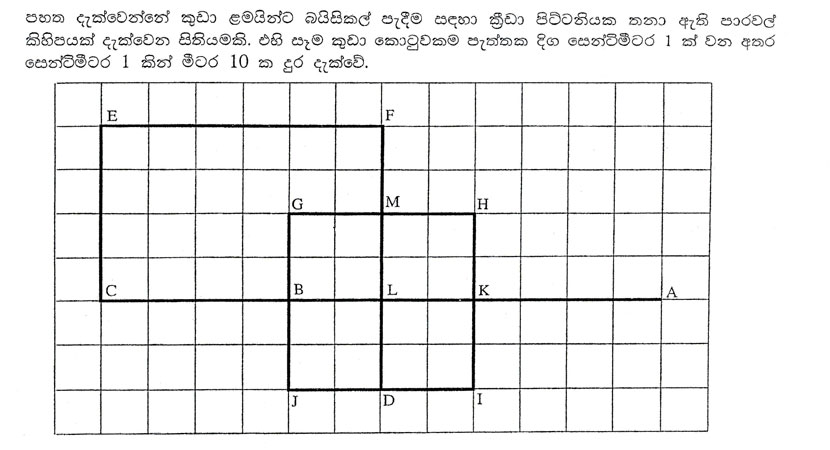 පහත දැක්වෙන්නේ කුඩා ළමයින්ට බයිසිකල් පැදීම සඳහා ක්‍රීඩා පිට්ටනියක තනා ඇති පාරවල්
කිහිපයක් දැක්වෙන සිතියමකි. එහි සෑම කුඩා කොටුවකම පැත්තක දිග සෙන්ටිමීටර 1 ක් වන අතර
සෙන්ටිමීටර 1 කින් මීටර 10 ක දුර දැක්වේ.
E F
G M H
C B L K A
J D I